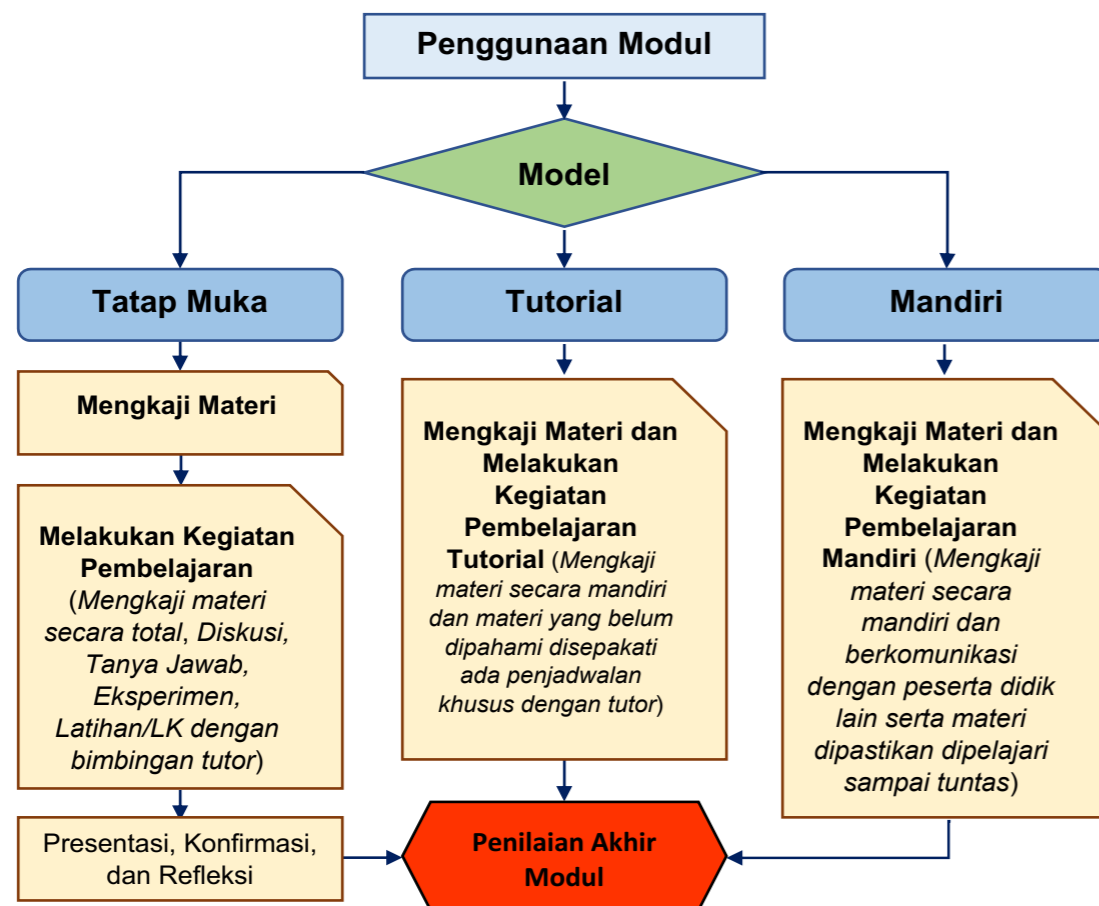 Penggunaan Modul
Model
Tatap Muka
Tutorial
Mandiri
Mengkaji Materi
Melakukan Kegiatan
Pembelajaran
(Mengkaji materi
secara total, Diskusi,
Tanya Jawab,
Eksperimen,
Latihan/LK dengan
bimbingan tutor)
Presentasi, Konfirmasi,
dan Refleksi
Mengkaji Materi dan
Melakukan
Kegiatan
Pembelajaran
Tutorial (Mengkaji
materi secara mandiri
dan materi yang belum
dipahami disepakati
ada penjadwalan
khusus dengan tutor)
Mengkaji Materi dan
Melakukan
Kegiatan
Pembelajaran
Mandiri (Mengkaji
materi secara
mandiri dan
berkomunikasi
dengan peserta didik
lain serta materi
dipastikan dipelajari
sampai tuntas)
Penilaian Akhir
Modul